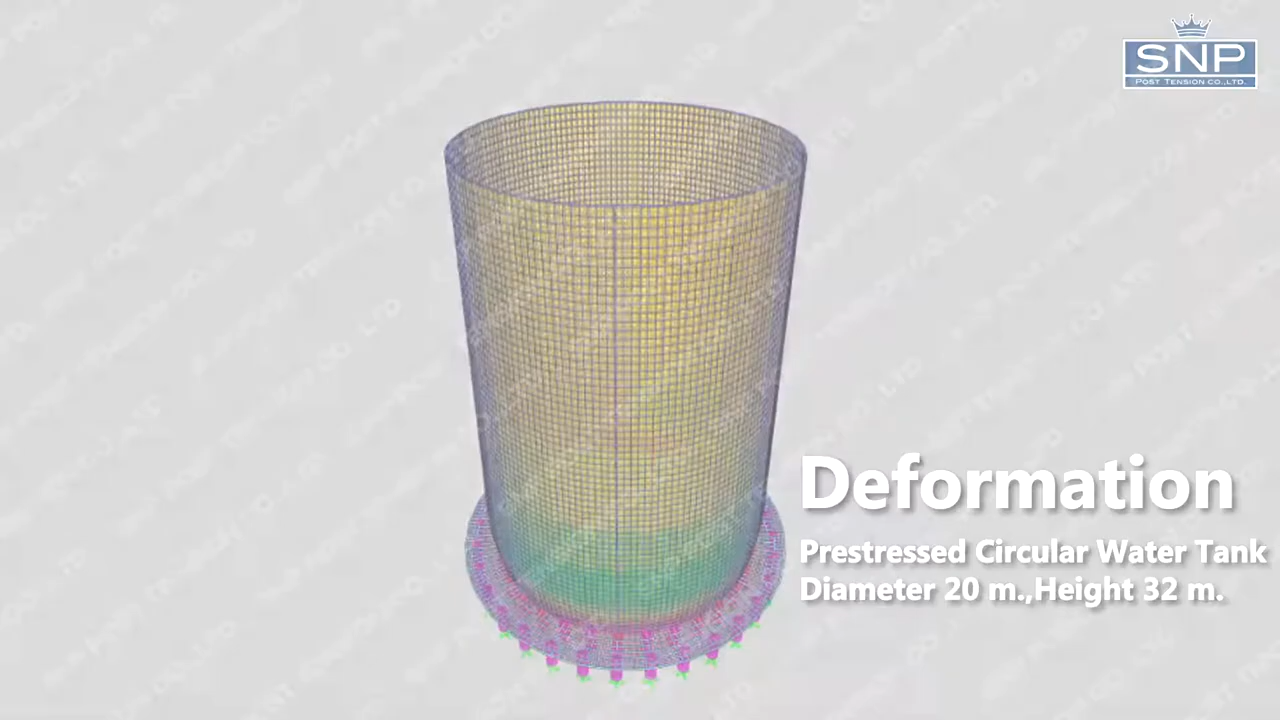 SNP
POST TENSION CO.,LTD.
Deformation
Prestressed Circular Water Tank
Diameter 20 m.,Height 32 m.